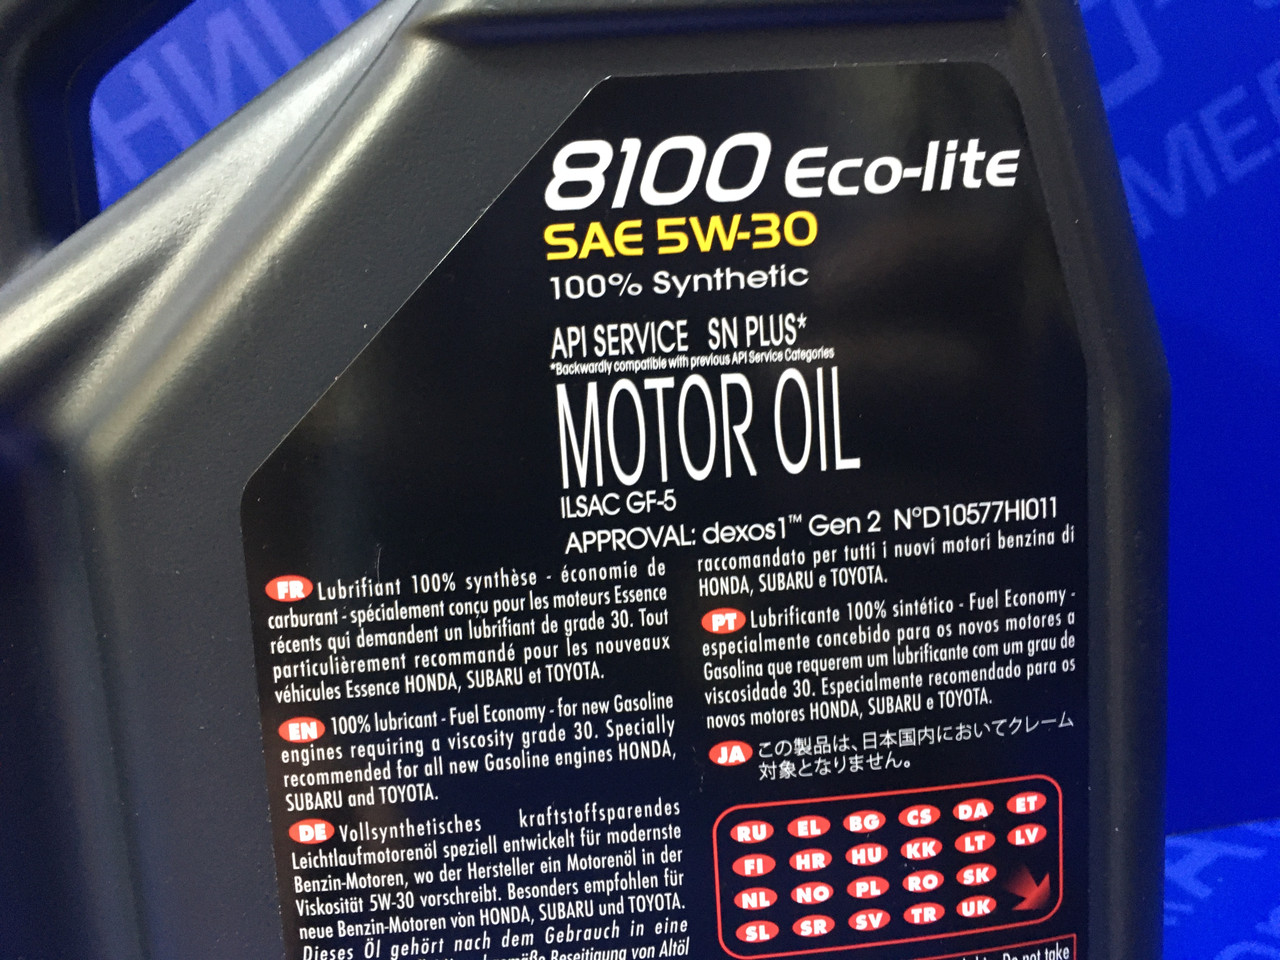 8100 Eco-lite
SAE 5W-30
100% Synthetic
API SERVICE SN PLUS*
*Backwardly compatible with previous API Service Categories
MOTOR OIL
ILSAC GF-5
APPROVAL: dexos1™ Gen 2 N°D10577HI011
FR Lubrifiant 100% synthèse - économie de
carburant - spécialement conçu pour les moteurs Essence
récents qui demandent un lubrifiant de grade 30. Tout
particulièrement recommandé pour les nouveaux
véhicules Essence HONDA, SUBARU et TOYOTA.
EN 100% lubricant - Fuel Economy - for new Gasoline
engines requiring a viscosity grade 30. Specially
recommended for all new Gasoline engines HONDA,
SUBARU and TOYOTA.
DE Vollsynthetisches kraftstoffsparendes
Leichtlaufmotorenöl speziell entwickelt für modernste
Benzin-Motoren, wo der Hersteller ein Motorenöl in der
Viskosität 5W-30 vorschreibt. Besonders empfohlen für
neue Benzin-Motoren von HONDA, SUBARU und TOYOTA.
Dieses Öl gehört nach dem Gebrauch in eine
Beseitigung von Altöl
raccomandato per tutti i nuovi motori benzina di
HONDA, SUBARU e TOYOTA.
PT Lubrificante 100% sintético - Fuel Economy -
especialmente concebido para os novos motores a
Gasolina que requerem um lubrificante com um grau de
viscosidade 30. Especialmente recomendado para os
novos motores HONDA, SUBARU e TOYOTA.
JA この製品は、日本国内においてクレーム
対象となりません。
RU EL BG CS DA ET
FI HR HU KK LT LV
NL NO PL RO SK
SL SR SV TR UK
Do not take